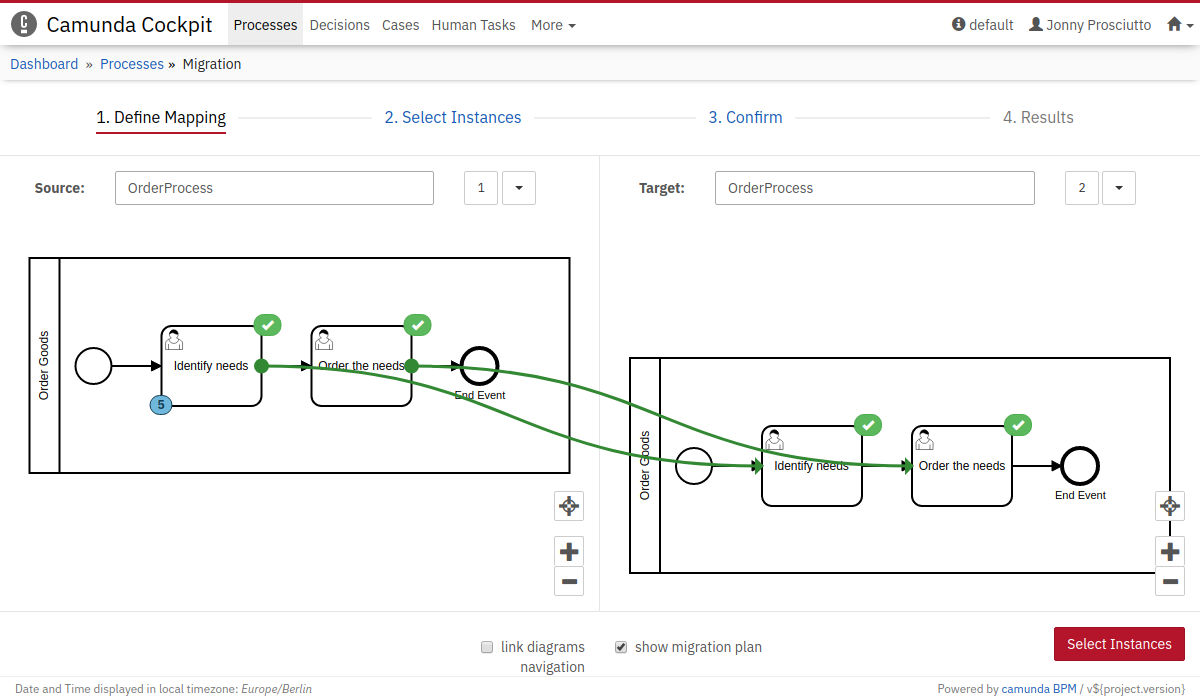 Camunda Cockpit Processes Decisions Cases Human Tasks More default Jonny Prosciutto
Dashboard » Processes » Migration
1. Define Mapping 2. Select Instances 3. Confirm 4. Results
Source: OrderProcess 1 Target: OrderProcess 2
Order Goods
Identify needs
Order the needs
End Event
5
Order Goods
Identify needs
Order the needs
End Event
link diagrams
navigation
show migration plan
Select Instances
Date and Time displayed in local timezone: Europe/Berlin
Powered by camunda BPM / v${project.version}